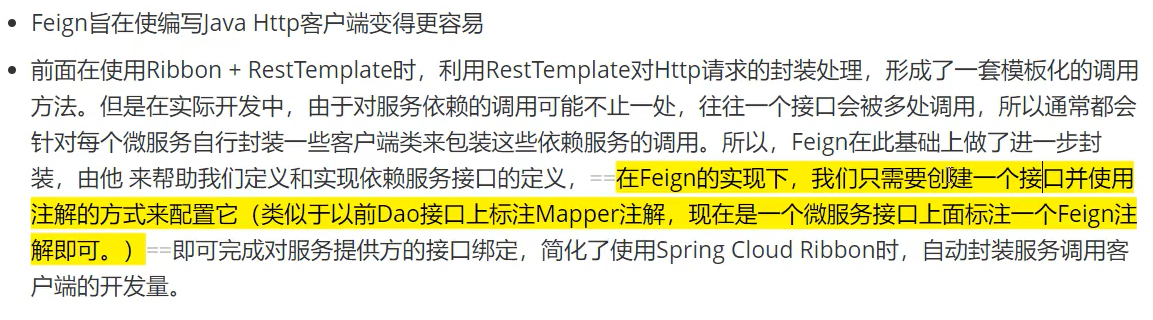 Feign旨在使编写Java Http客户端变得更容易
前面在使用Ribbon + RestTemplate时，利用RestTemplate对Http请求的封装处理，形成了一套模板化的调用
方法。但是在实际开发中，由于对服务依赖的调用可能不止一处，往往一个接口会被多处调用，所以通常都会
针对每个微服务自行封装一些客户端类来包装这些依赖服务的调用。所以，Feign在此基础上做了进一步封
装，由他 来帮助我们定义和实现依赖服务接口的定义，==在Feign的实现下，我们只需要创建一个接口并使用
注解的方式来配置它（类似于以前Dao接口上标注Mapper注解，现在是一个微服务接口上面标注一个Feign注
解即可。）==即可完成对服务提供方的接口绑定，简化了使用Spring Cloud Ribbon时，自动封装服务调用客
户端的开发量。